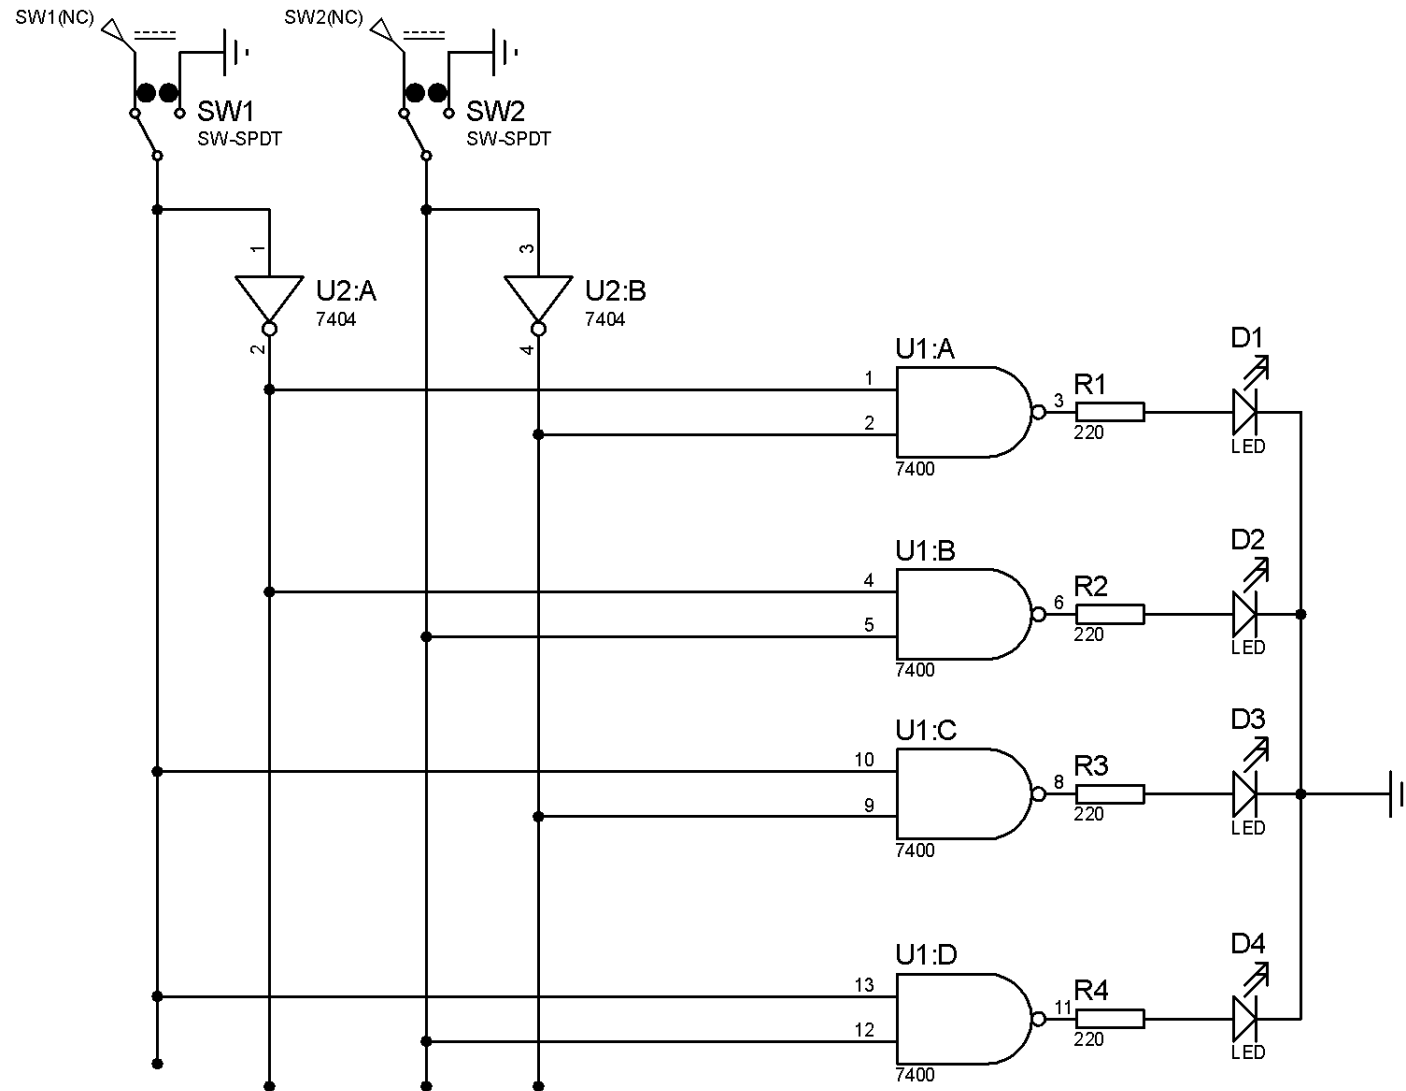 SW1(NC)
SW2(NC)
SW1
SW-SPDT
SW2
SW-SPDT
1
3
U2:A
7404
U2:B
7404
2
4
U1:A
1
2
3
7400
R1
220
D1
LED
U1:B
4
5
6
7400
R2
220
D2
LED
U1:C
10
9
8
7400
R3
220
D3
LED
U1:D
13
12
11
7400
R4
220
D4
LED